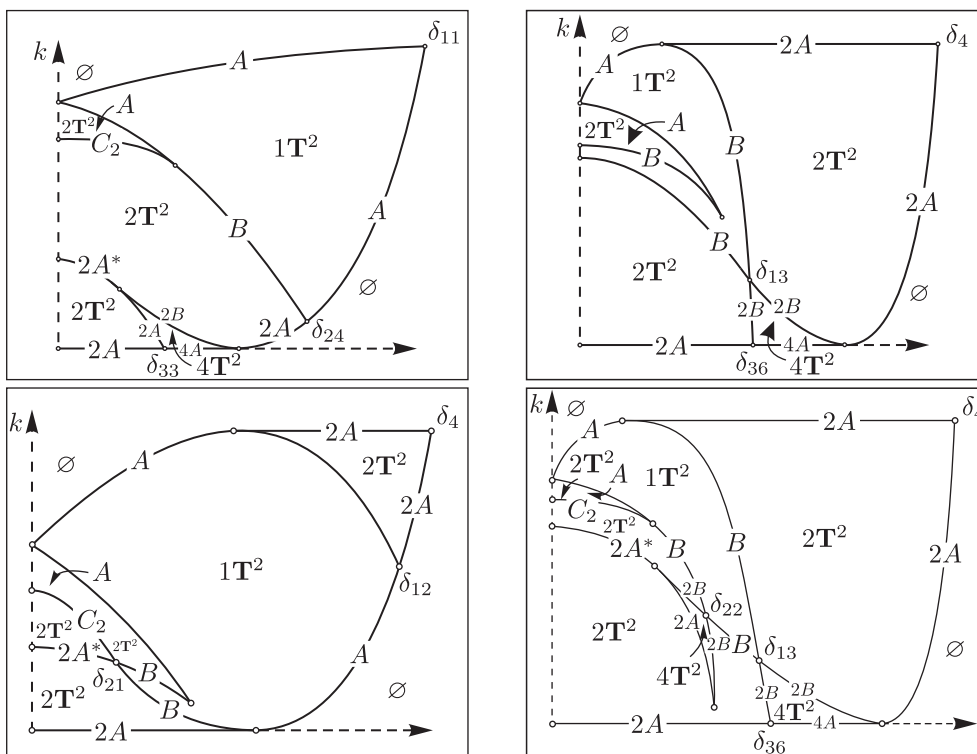 k ∅ A δ₁₁
A
2𝐓² C₂
1𝐓²
2𝐓² B A
2A* ∅
2𝐓² 2A 2B 2A δ₂₄
2A δ₃₃ 4A 4𝐓²
k ∅ 2A δ₄
A 1𝐓²
2𝐓² A
B B 2𝐓²
2A
B
2𝐓² δ₁₃
2B 2B ∅
2A 4A
δ₃₆ 4𝐓²
k 2A δ₄
∅ A 2𝐓²
2A
A 1𝐓² δ₁₂
C₂
2𝐓² 2A* 2𝐓² A
δ₂₁ B
2𝐓² B ∅
2A
k ∅ 2A
A
2𝐓² A 1𝐓²
C₂ 2𝐓²
2A* B B 2𝐓² 2A
2B δ₂₂
2𝐓² 2A 2B B δ₁₃ ∅
4𝐓² 2B 2B
4𝐓²
2A 4A
δ₃₆